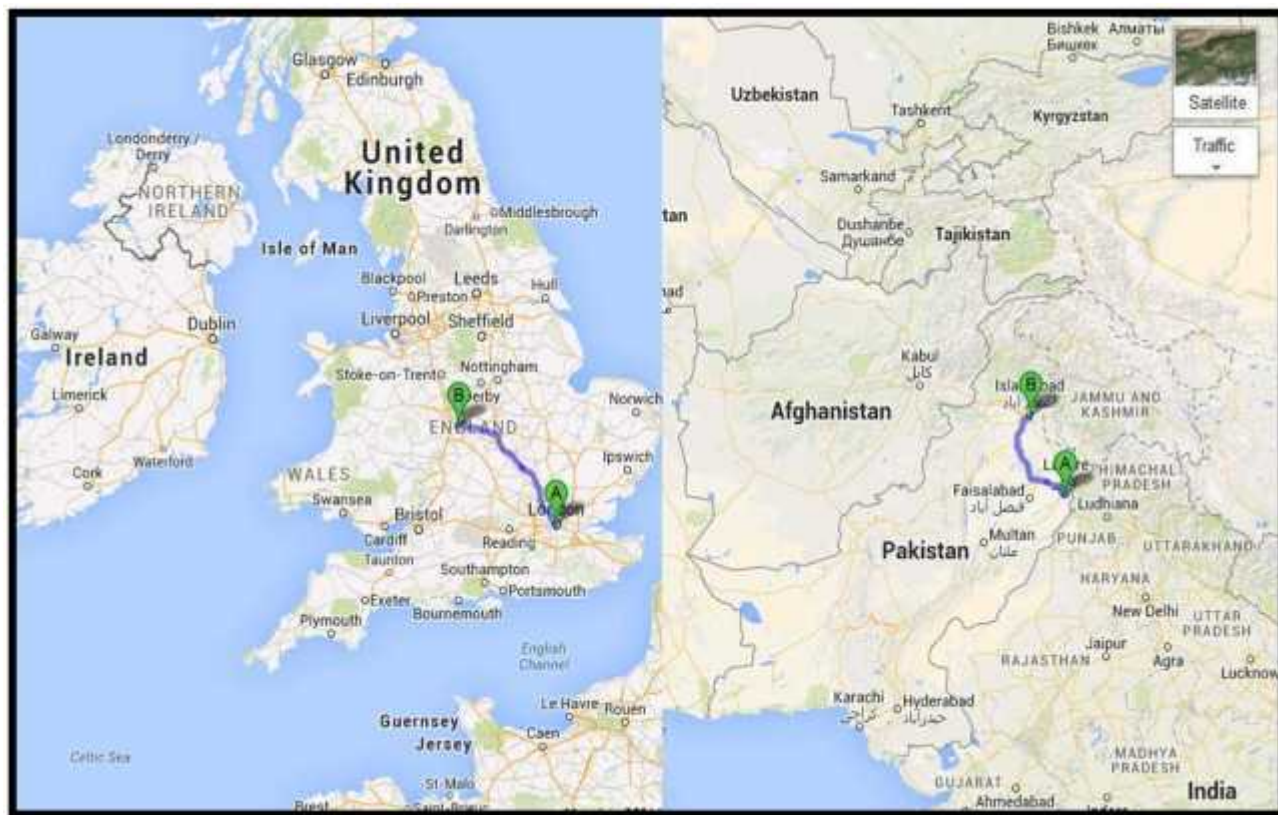 Glasgow
Edinburgh
Londonderry /
Derry
United
Kingdom
NORTHERN
IRELAND
Middlesbrough
Darlington
Isle of Man
Blackpool
Leeds
Preston
Hull
Dublin
Liverpool
Sheffield
Galway
Ireland
Stoke-on-Trent
Nottingham
B
Limerick
Norwich
ENGLAND
Cork
Waterford
WALES
Ipswich
A
Swansea
London
Bristol
Cardiff
Reading
Taunton
Southampton
Exeter
Portsmouth
Bournemouth
Plymouth
English
Channel
Le Havre
Rouen
Guernsey
Jersey
Caen
Celtic Sea
St-Malo
Saint-Brieuc
Brest
Bishkek
Бишкек
Алматы
Satellite
Traffic
Uzbekistan
Tashkent
Kyrgyzstan
Samarkand
Dushanbe
Душанбе
Tajikistan
Kabul
کابل
B
JAMMU AND
KASHMIR
Afghanistan
A
HIMACHAL
PRADESH
Faisalabad
فیصل آباد
Ludhiana
Multan
ملتان
PUNJAB
Pakistan
UTTARAKHAND
HARYANA
New Delhi
UTTAR
PRADESH
Jaipur
RAJASTHAN
Agra
Lucknow
Karachi
کراچی
Hyderabad
حیدرآباد
MADHYA
PRADESH
GUJARAT
Ahmedabad
India